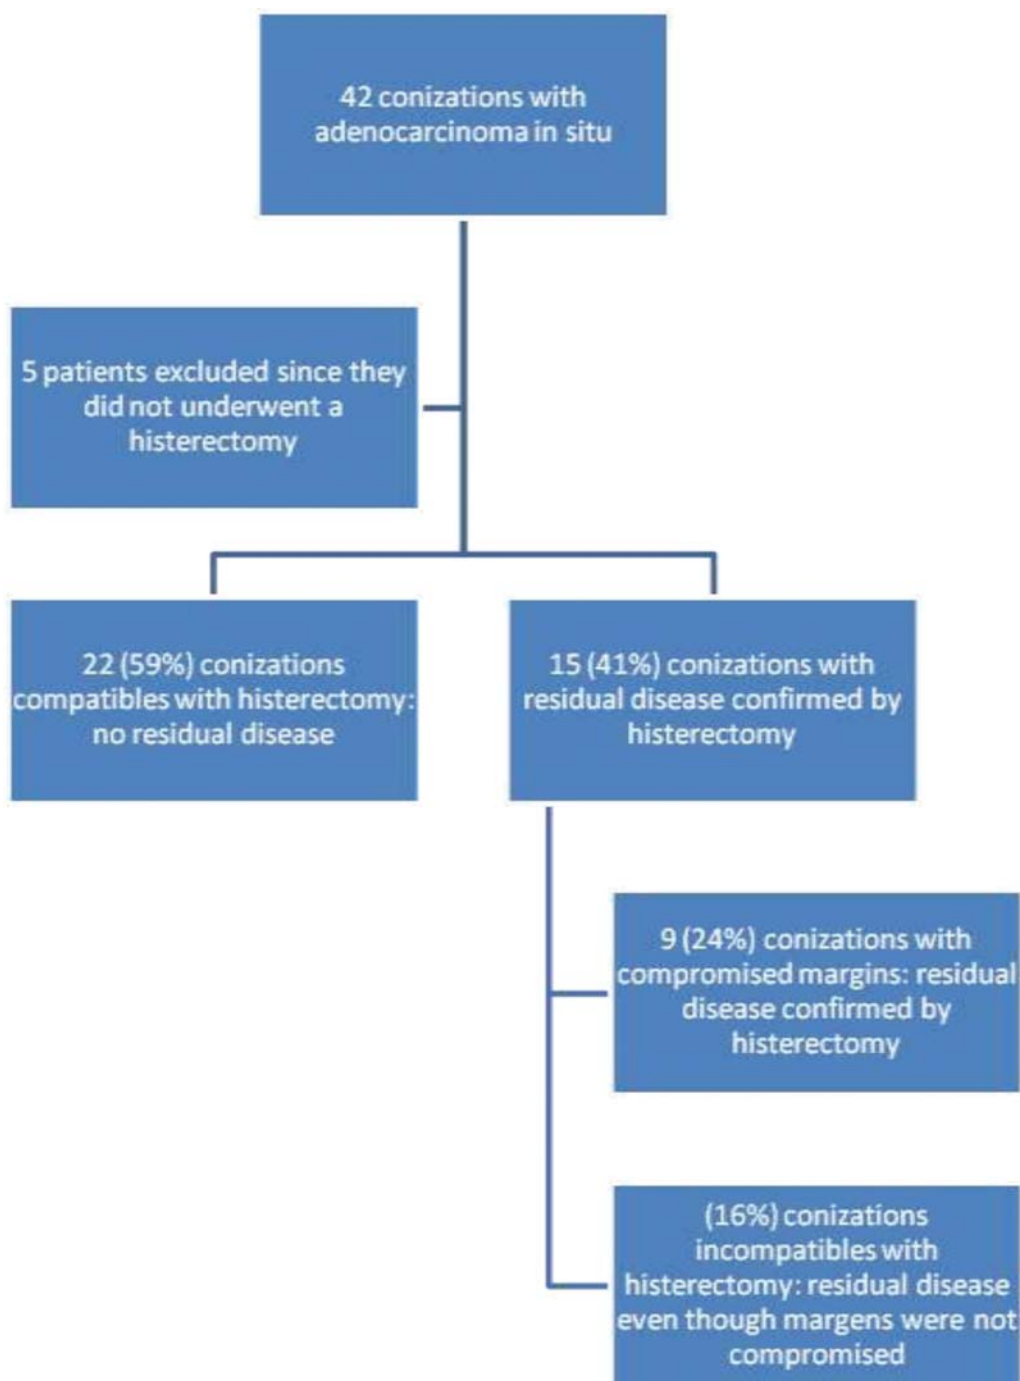 42 conizations with
adenocarcinoma in situ
5 patients excluded since they
did not underwent a
histerectomy
22 (59%) conizations
compatibles with histerectomy:
no residual disease
15 (41%) conizations with
residual disease confirmed by
histerectomy
9 (24%) conizations with
compromised margins: residual
disease confirmed by
histerectomy
(16%) conizations
incompatibles with
histerectomy: residual disease
even though margens were not
compromised